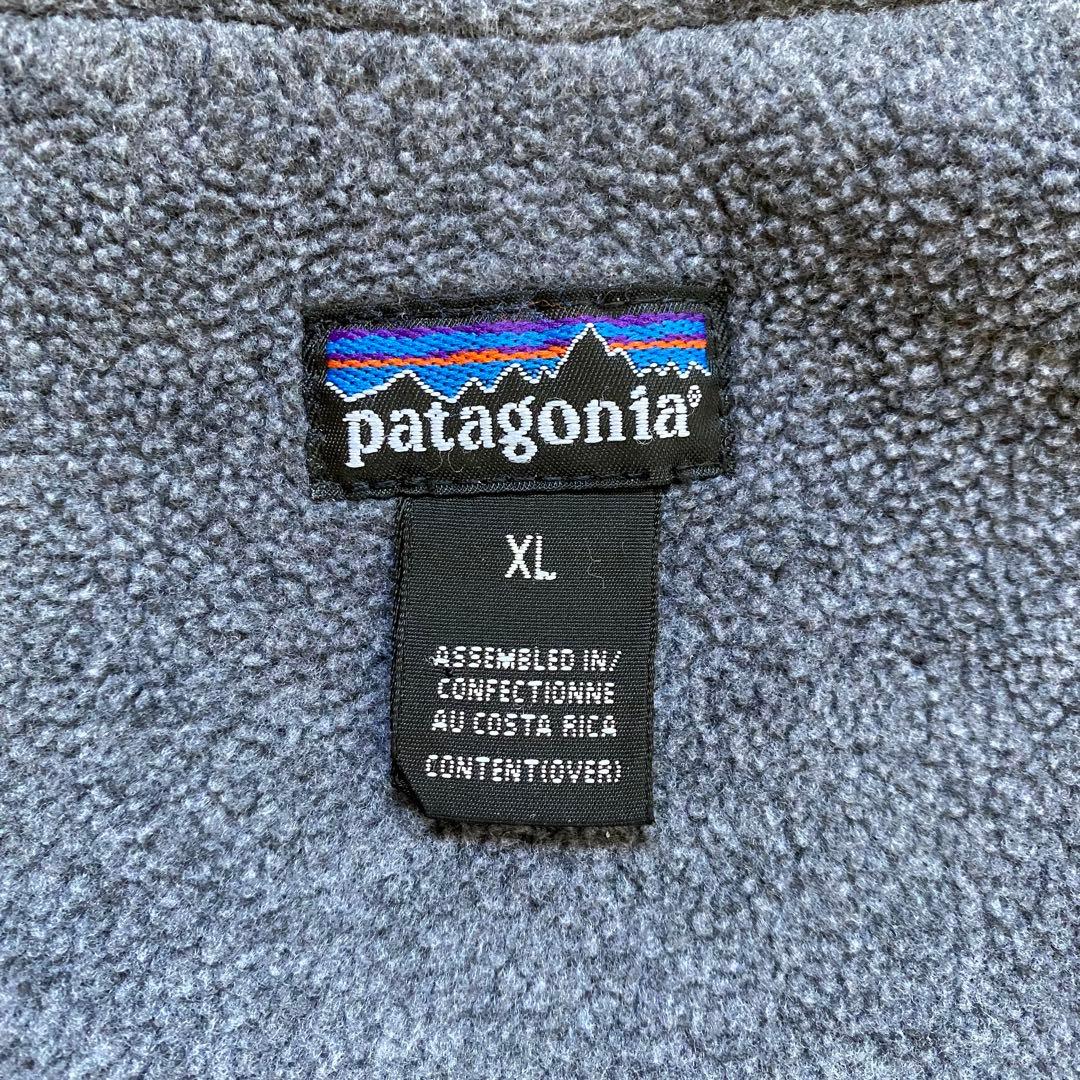 patagonia®
XL
ASSEMBLED IN/
CONFECTIONNE
AU COSTA RICA
CONTENT(OVER)